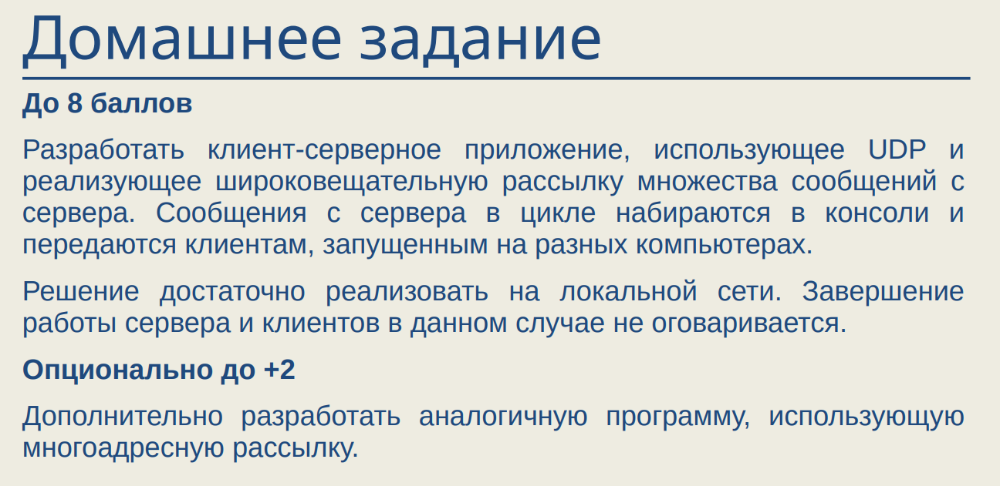 Домашнее задание
До 8 баллов
Разработать клиент-серверное приложение, использующее UDP и
реализующее широковещательную рассылку множества сообщений с
сервера. Сообщения с сервера в цикле набираются в консоли и
передаются клиентам, запущенным на разных компьютерах.
Решение достаточно реализовать на локальной сети. Завершение
работы сервера и клиентов в данном случае не оговаривается.
Опционально до +2
Дополнительно разработать аналогичную программу, использующую
многоадресную рассылку.